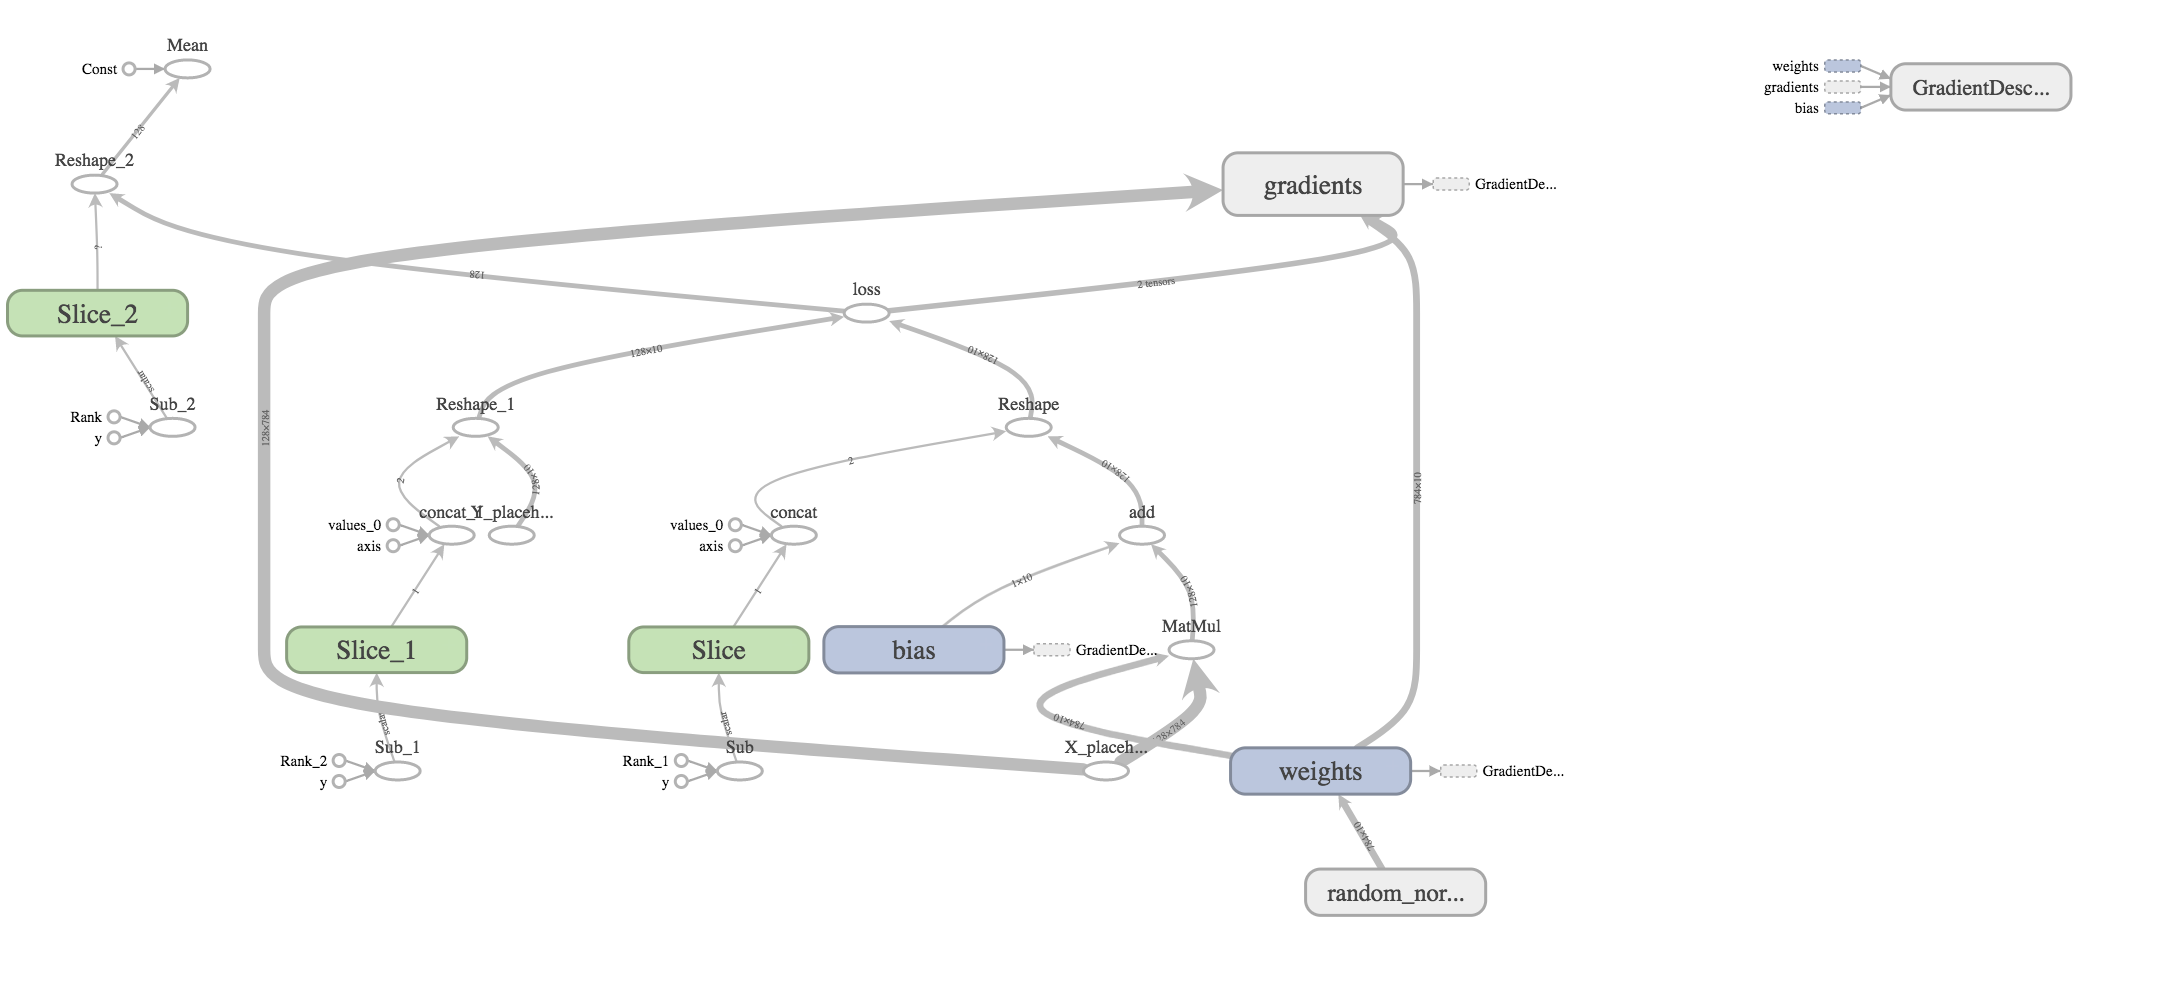 Mean
Const
weights
gradients
bias
GradientDesc...
128
Reshape_2
gradients
GradientDe...
?
128
2 tensors
loss
Slice_2
128×10
128×10
scalar
Sub_2
Rank
y
Reshape_1
Reshape
128×784
2
128×10
2
128×10
784×10
concat_1
Y_placeh...
values_0
axis
concat
values_0
axis
add
1
1
1×10
128×10
MatMul
Slice_1
Slice
bias
GradientDe...
scalar
scalar
784×10
128×784
Sub_1
Rank_2
y
Sub
Rank_1
y
X_placeh...
weights
GradientDe...
784×10
random_nor...